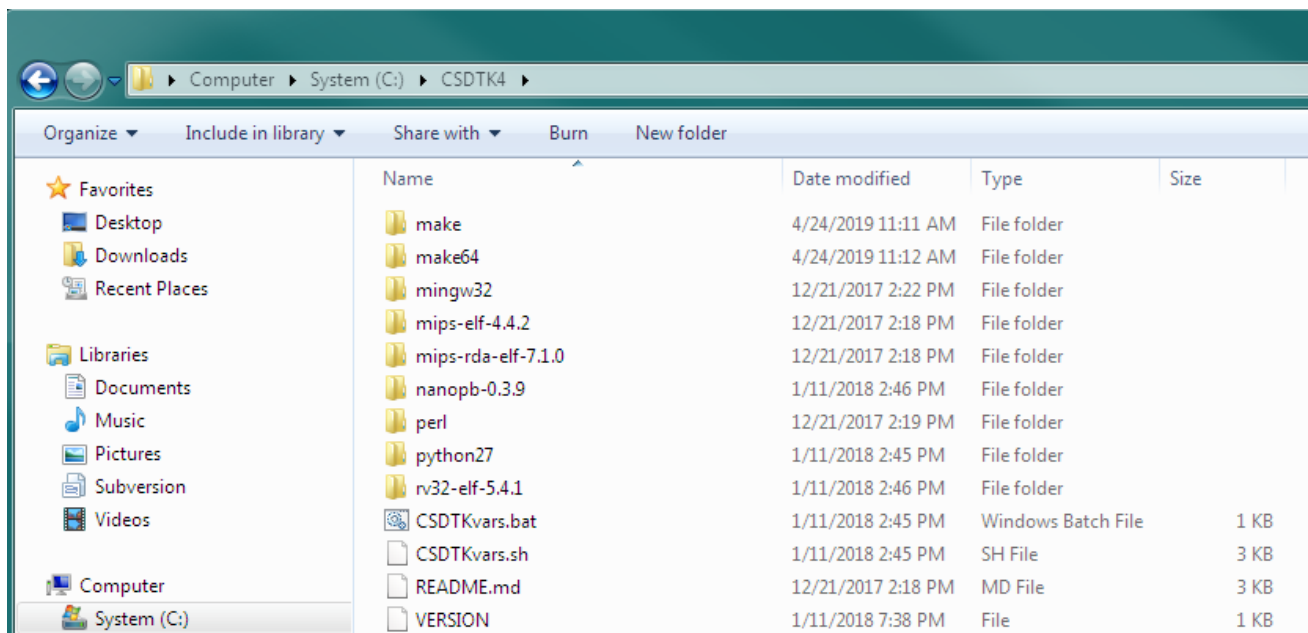 Computer System (C:) CSDTK4
Organize Include in library Share with Burn New folder
Favorites
Desktop
Downloads
Recent Places
Libraries
Documents
Music
Pictures
Subversion
Videos
Computer
System (C:)
Name Date modified Type Size
make 4/24/2019 11:11 AM File folder
make64 4/24/2019 11:12 AM File folder
mingw32 12/21/2017 2:22 PM File folder
mips-elf-4.4.2 12/21/2017 2:18 PM File folder
mips-rda-elf-7.1.0 12/21/2017 2:18 PM File folder
nanopb-0.3.9 1/11/2018 2:46 PM File folder
perl 12/21/2017 2:19 PM File folder
python27 1/11/2018 2:45 PM File folder
rv32-elf-5.4.1 1/11/2018 2:46 PM File folder
CSDTKvars.bat 1/11/2018 2:45 PM Windows Batch File 1 KB
CSDTKvars.sh 1/11/2018 2:45 PM SH File 3 KB
README.md 12/21/2017 2:18 PM MD File 3 KB
VERSION 1/11/2018 7:38 PM File 1 KB